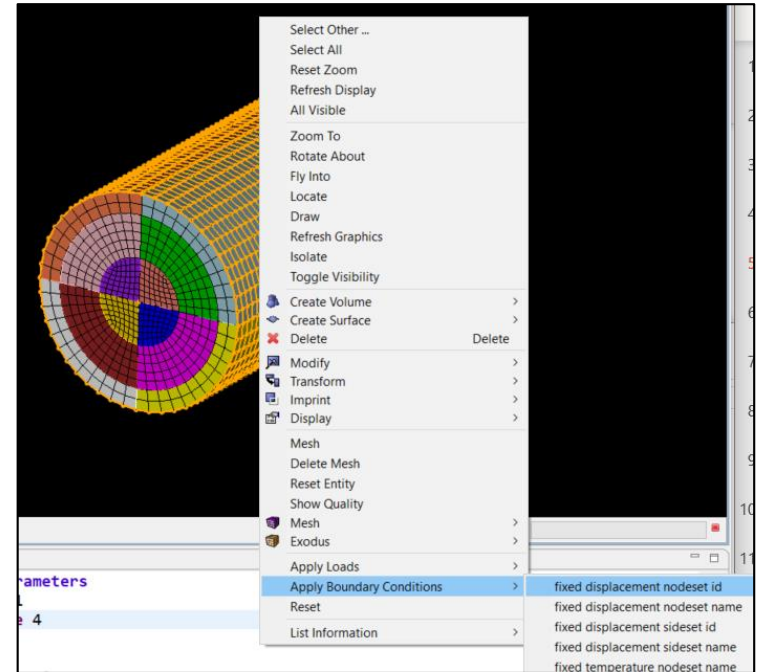 Select Other ...
Select All
Reset Zoom
Refresh Display
All Visible
Zoom To
Rotate About
Fly Into
Locate
Draw
Refresh Graphics
Isolate
Toggle Visibility
Create Volume
Create Surface
Delete Delete
Modify
Transform
Imprint
Display
Mesh
Delete Mesh
Reset Entity
Show Quality
Mesh
Exodus
Apply Loads
Apply Boundary Conditions
Reset
List Information
fixed displacement nodeset id
fixed displacement nodeset name
fixed displacement sideset id
fixed displacement sideset name
fixed temperature nodeset name
rameters
4
1
2
3
4
5
6
7
8
9
10
11